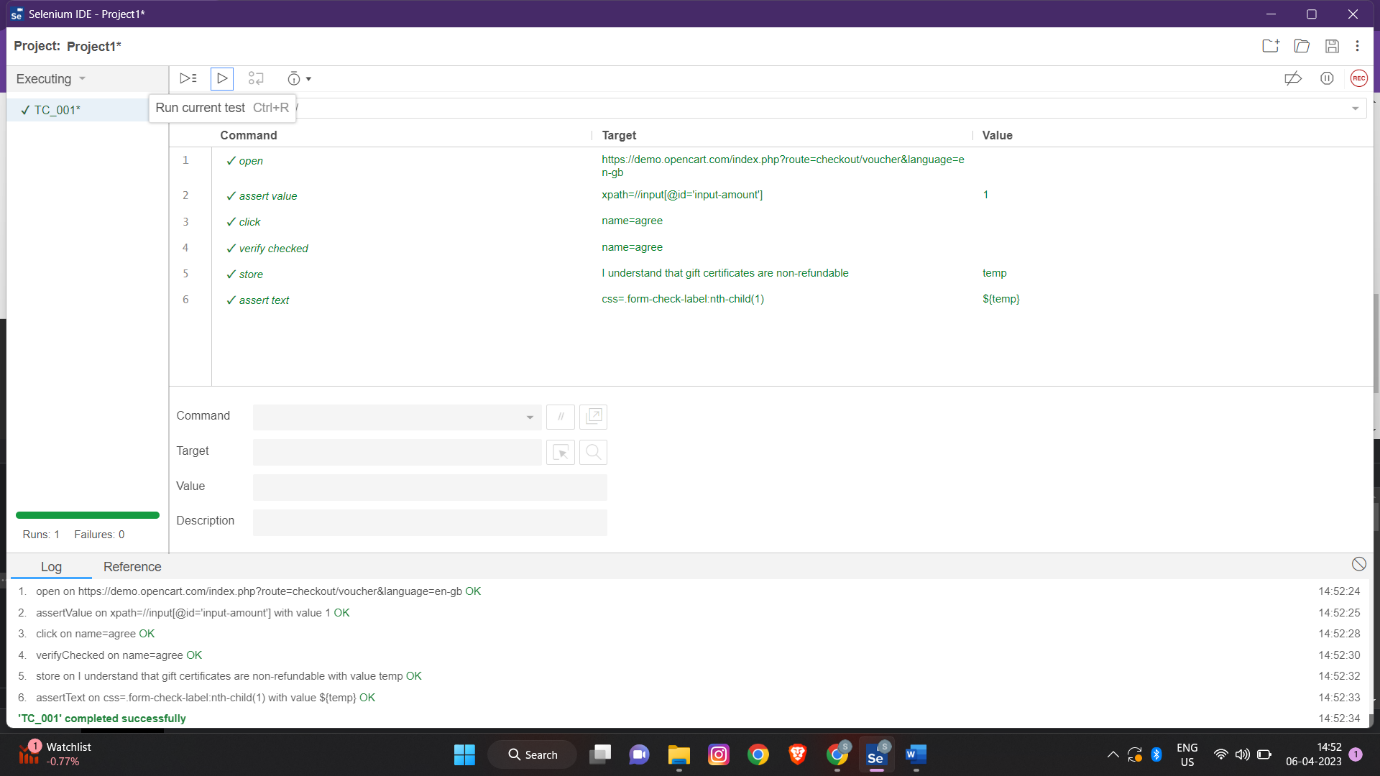 Selenium IDE - Project1*
Project: Project1*
Executing
TC_001*
Run current test Ctrl+R
/
Command Target Value
1 open https://demo.opencart.com/index.php?route=checkout/voucher&language=e
n-gb
2 assert value xpath=//input[@id='input-amount'] 1
3 click name=agree
4 verify checked name=agree
5 store I understand that gift certificates are non-refundable temp
6 assert text css=.form-check-label:nth-child(1) ${temp}
Command //
Target
Value
Description
Runs: 1 Failures: 0
Log Reference
1. open on https://demo.opencart.com/index.php?route=checkout/voucher&language=en-gb OK 14:52:24
2. assertValue on xpath=//input[@id='input-amount'] with value 1 OK 14:52:25
3. click on name=agree OK 14:52:28
4. verifyChecked on name=agree OK 14:52:30
5. store on I understand that gift certificates are non-refundable with value temp OK 14:52:32
6. assertText on css=.form-check-label:nth-child(1) with value ${temp} OK 14:52:33
'TC_001' completed successfully 14:52:34
REC
1 Watchlist
-0.77%
Search
S
S
Se
W
ENG
US
14:52
06-04-2023
1